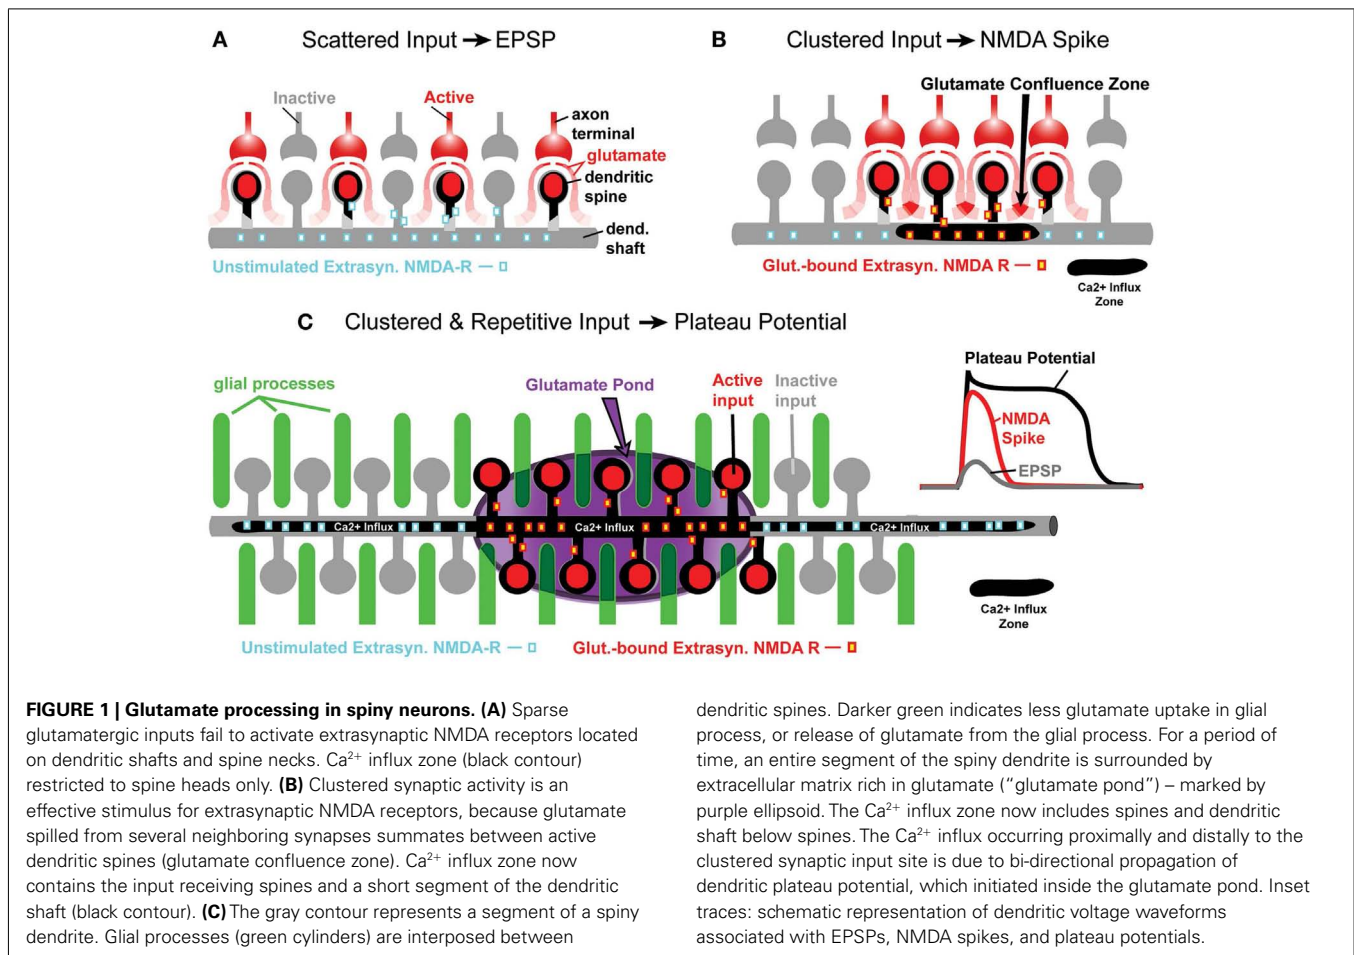 A Scattered Input → EPSP
Inactive
Active
axon
terminal
glutamate
dendritic
spine
dend.
shaft
Unstimulated Extrasyn. NMDA-R —
B Clustered Input → NMDA Spike
Glutamate Confluence Zone
Glut.-bound Extrasyn. NMDA R —
Ca2+ Influx
Zone
C Clustered & Repetitive Input → Plateau Potential
glial processes
Glutamate Pond
Active
input
Inactive
input
Ca2+ Influx
Ca2+ Influx
Ca2+ Influx
Plateau Potential
NMDA
Spike
EPSP
Ca2+ Influx
Zone
Unstimulated Extrasyn. NMDA-R —
Glut.-bound Extrasyn. NMDA R —
FIGURE 1 | Glutamate processing in spiny neurons. (A) Sparse
glutamatergic inputs fail to activate extrasynaptic NMDA receptors located
on dendritic shafts and spine necks. Ca²⁺ influx zone (black contour)
restricted to spine heads only. (B) Clustered synaptic activity is an
effective stimulus for extrasynaptic NMDA receptors, because glutamate
spilled from several neighboring synapses summates between active
dendritic spines (glutamate confluence zone). Ca²⁺ influx zone now
contains the input receiving spines and a short segment of the dendritic
shaft (black contour). (C) The gray contour represents a segment of a spiny
dendrite. Glial processes (green cylinders) are interposed between
dendritic spines. Darker green indicates less glutamate uptake in glial
process, or release of glutamate from the glial process. For a period of
time, an entire segment of the spiny dendrite is surrounded by
extracellular matrix rich in glutamate (“glutamate pond”) – marked by
purple ellipsoid. The Ca²⁺ influx zone now includes spines and dendritic
shaft below spines. The Ca²⁺ influx occurring proximally and distally to the
clustered synaptic input site is due to bi-directional propagation of
dendritic plateau potential, which initiated inside the glutamate pond. Inset
traces: schematic representation of dendritic voltage waveforms
associated with EPSPs, NMDA spikes, and plateau potentials.